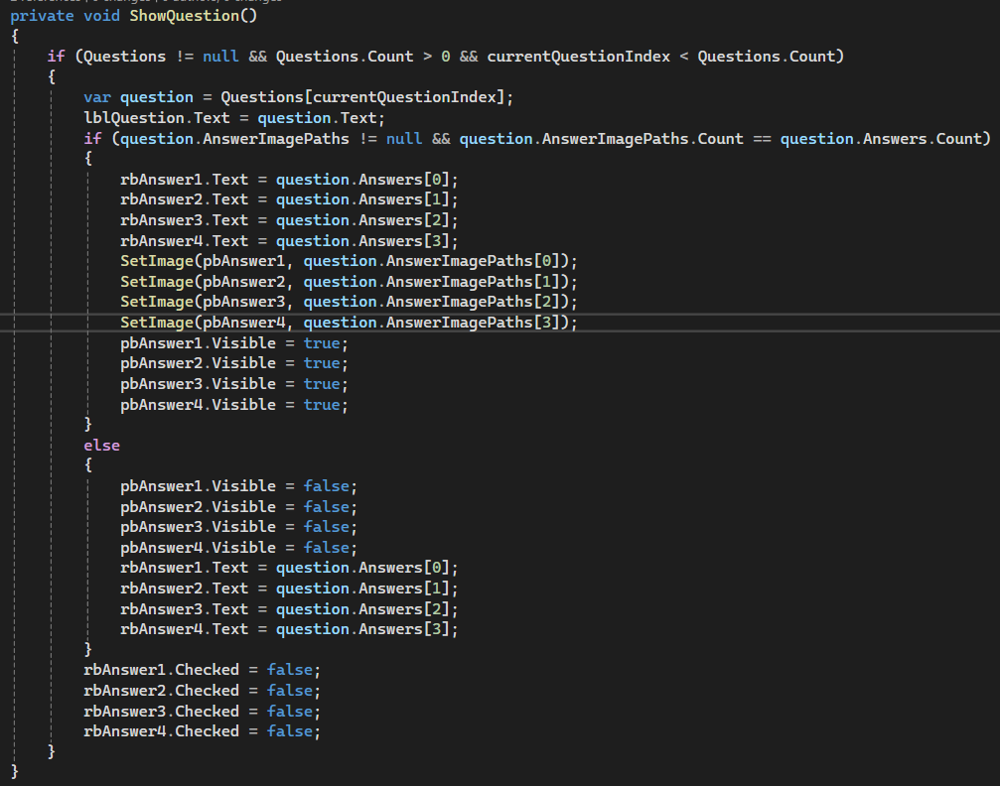 private void ShowQuestion()
{
    if (Questions != null && Questions.Count > 0 && currentQuestionIndex < Questions.Count)
    {
        var question = Questions[currentQuestionIndex];
        lblQuestion.Text = question.Text;
        if (question.AnswerImagePaths != null && question.AnswerImagePaths.Count == question.Answers.Count)
        {
            rbAnswer1.Text = question.Answers[0];
            rbAnswer2.Text = question.Answers[1];
            rbAnswer3.Text = question.Answers[2];
            rbAnswer4.Text = question.Answers[3];
            SetImage(pbAnswer1, question.AnswerImagePaths[0]);
            SetImage(pbAnswer2, question.AnswerImagePaths[1]);
            SetImage(pbAnswer3, question.AnswerImagePaths[2]);
            SetImage(pbAnswer4, question.AnswerImagePaths[3]);
            pbAnswer1.Visible = true;
            pbAnswer2.Visible = true;
            pbAnswer3.Visible = true;
            pbAnswer4.Visible = true;
        }
        else
        {
            pbAnswer1.Visible = false;
            pbAnswer2.Visible = false;
            pbAnswer3.Visible = false;
            pbAnswer4.Visible = false;
            rbAnswer1.Text = question.Answers[0];
            rbAnswer2.Text = question.Answers[1];
            rbAnswer3.Text = question.Answers[2];
            rbAnswer4.Text = question.Answers[3];
        }
        rbAnswer1.Checked = false;
        rbAnswer2.Checked = false;
        rbAnswer3.Checked = false;
        rbAnswer4.Checked = false;
    }
}